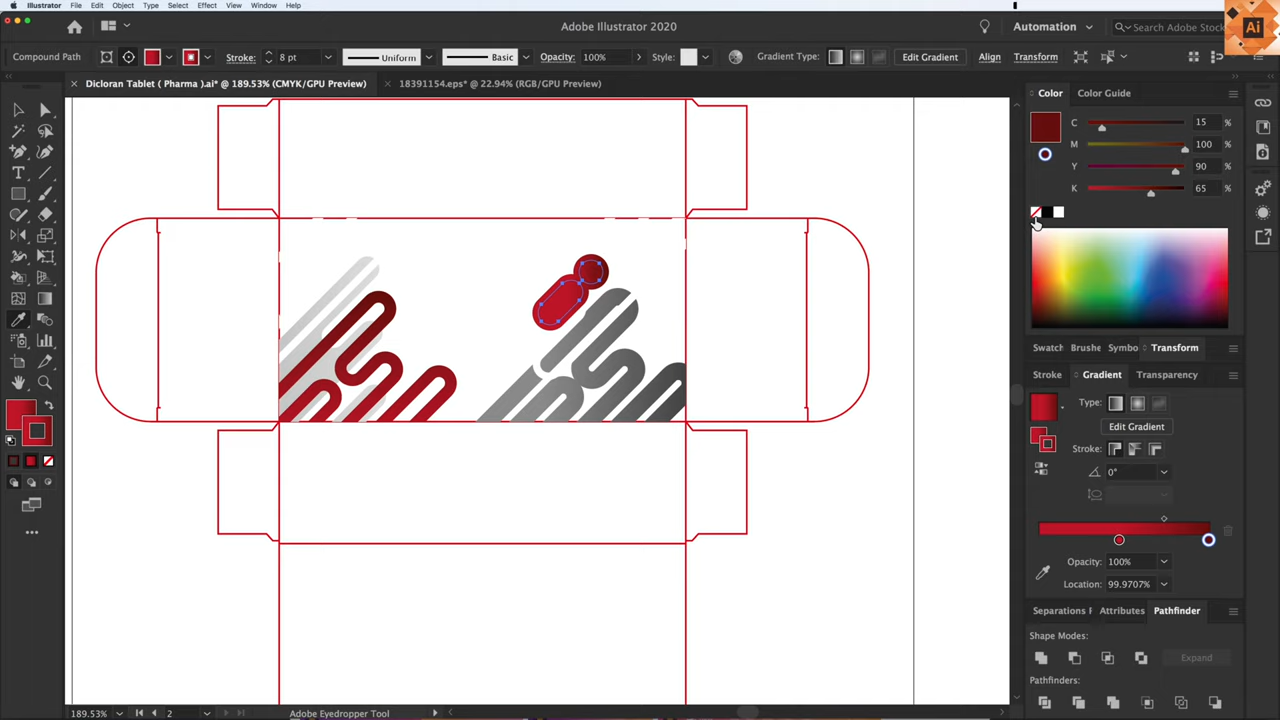 Illustrator File Edit Object Type Select Effect View Window Help
Adobe Illustrator 2020
Automation
Search Adobe Stock
Ai
Compound Path
Stroke: 8 pt
Uniform
Basic
Opacity: 100%
Style:
Gradient Type:
Edit Gradient
Align
Transform
Dicloran Tablet ( Pharma ).ai* @ 189.53% (CMYK/GPU Preview)
18391154.eps* @ 22.94% (RGB/GPU Preview)
Color
Color Guide
C 15 %
M 100 %
Y 90 %
K 65 %
Swatch Brushe Symbo Transform
Stroke Gradient Transparency
Type:
Edit Gradient
Stroke:
0°
Opacity: 100%
Location: 99.9707%
Separations P Attributes Pathfinder
Shape Modes:
Expand
Pathfinders:
189.53%
2
Adobe Eyedropper Tool